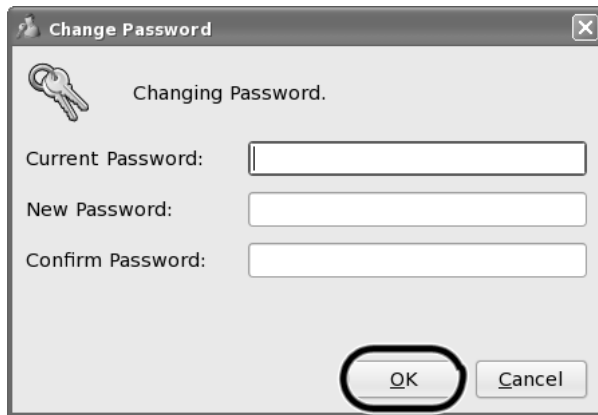 Change Password
Changing Password.
Current Password:
New Password:
Confirm Password:
OK Cancel